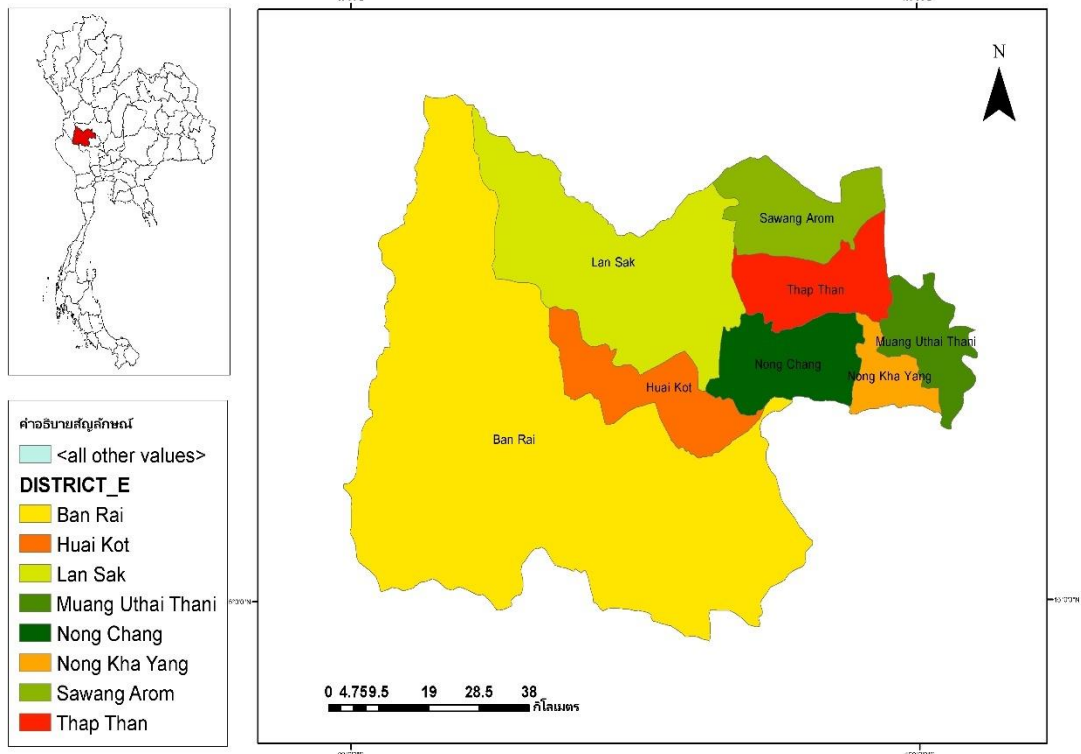 N
Sawang Arom
Lan Sak
Thap Than
Muang Uthai Thani
Nong Chang
Nong Kha Yang
Huai Kot
Ban Rai
0 4.75 9.5 19 28.5 38
กิโลเมตร
คำอธิบายสัญลักษณ์
<all other values>
DISTRICT_E
Ban Rai
Huai Kot
Lan Sak
Muang Uthai Thani
Nong Chang
Nong Kha Yang
Sawang Arom
Thap Than